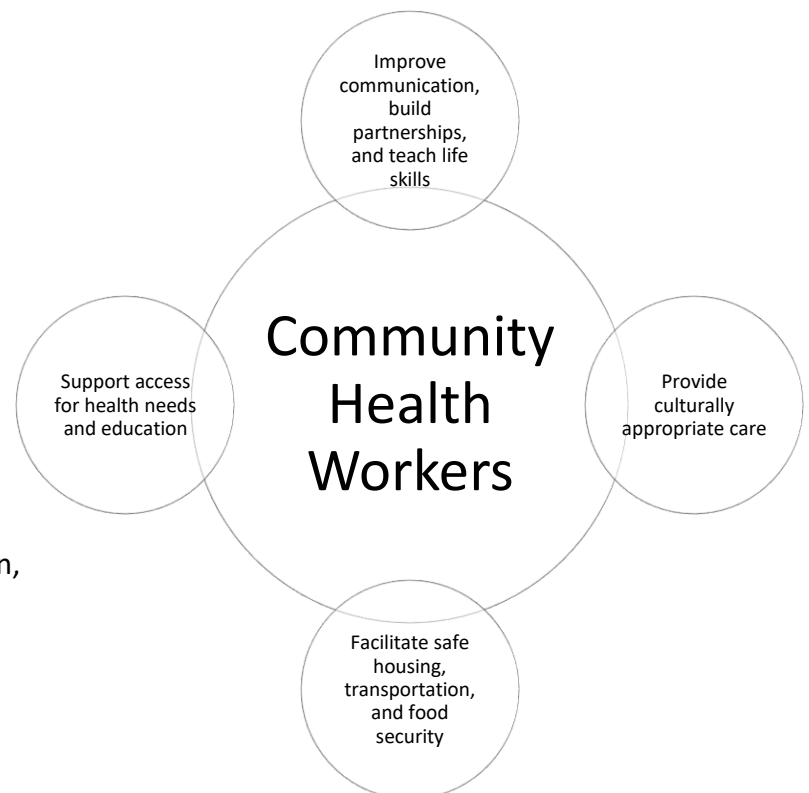 Improve
communication,
build
partnerships,
and teach life
skills
Community
Health
Workers
Support access
for health needs
and education
Provide
culturally
appropriate care
n,
Facilitate safe
housing,
transportation,
and food
security